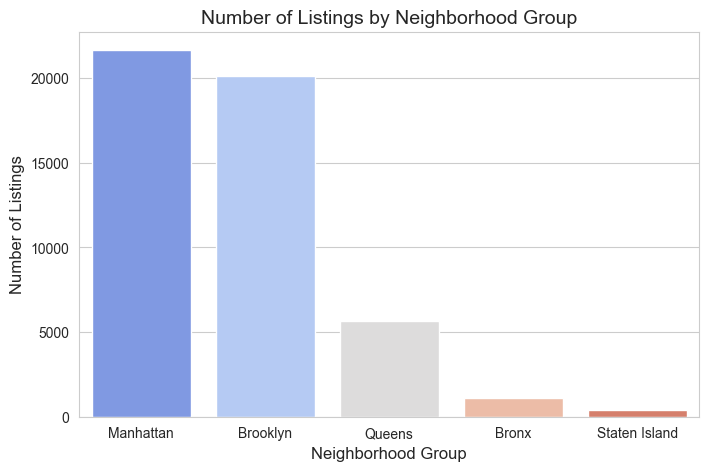 Number of Listings by Neighborhood Group
Number of Listings
20000
15000
10000
5000
0
Manhattan
Brooklyn
Queens
Bronx
Staten Island
Neighborhood Group